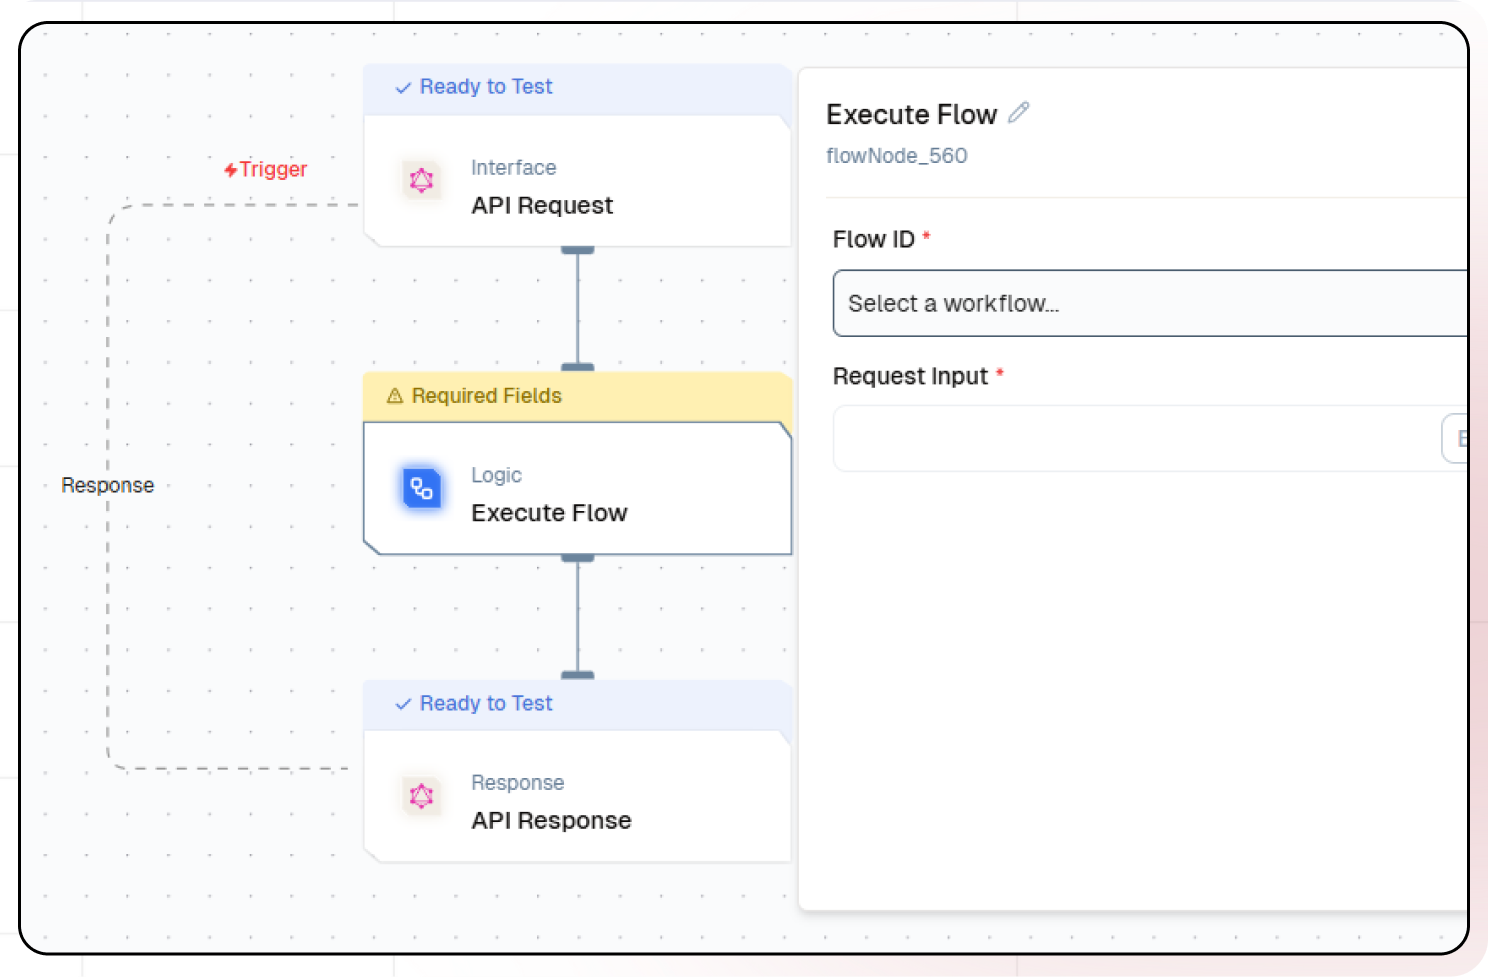 Ready to Test
Trigger
Interface
API Request
Required Fields
Logic
Execute Flow
Response
Ready to Test
Response
API Response
Execute Flow
flowNode_560
Flow ID *
Select a workflow...
Request Input *